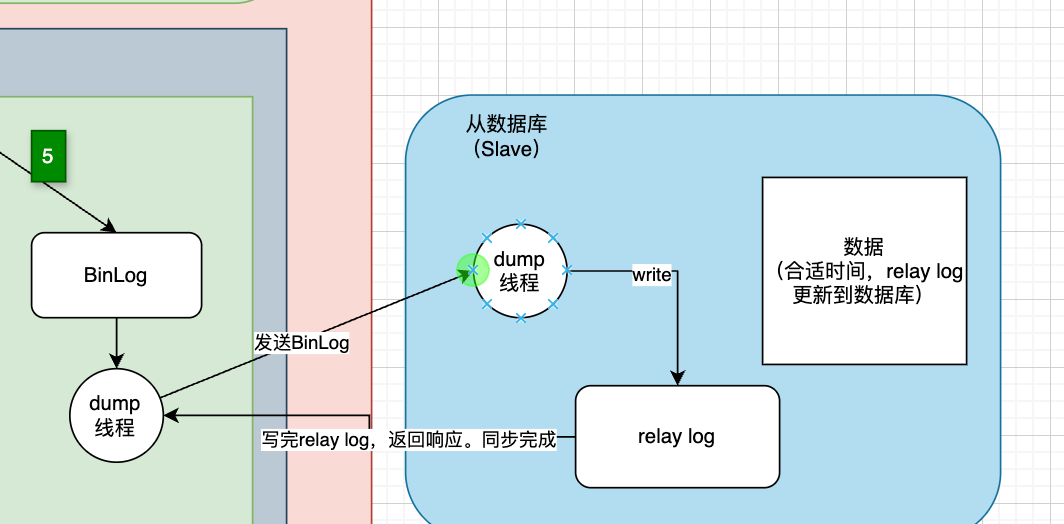 5
BinLog
dump
线程
发送BinLog
写完relay log，返回响应。同步完成
从数据库
（Slave）
dump
线程
write
relay log
数据
（合适时间，relay log
更新到数据库）